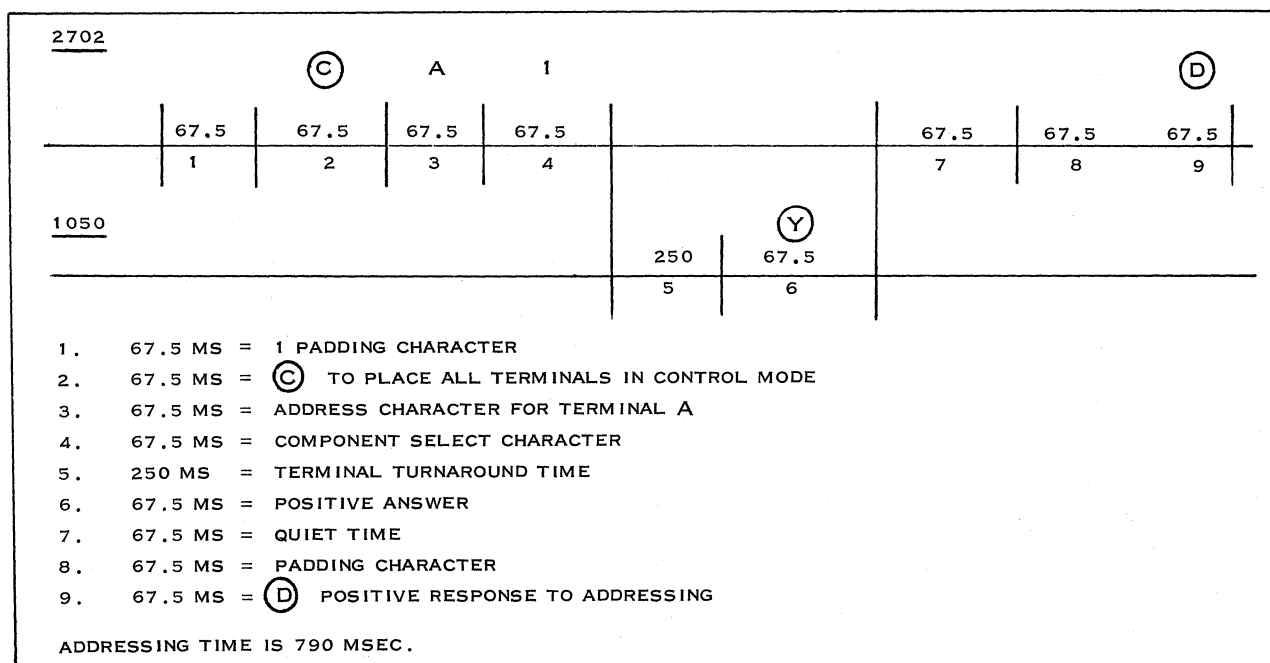 2702
Ⓒ A 1 Ⓓ
67.5 67.5 67.5 67.5 67.5 67.5 67.5
1 2 3 4 7 8 9
1050
Ⓨ
250 67.5
5 6
1. 67.5 MS = 1 PADDING CHARACTER
2. 67.5 MS = Ⓒ TO PLACE ALL TERMINALS IN CONTROL MODE
3. 67.5 MS = ADDRESS CHARACTER FOR TERMINAL A
4. 67.5 MS = COMPONENT SELECT CHARACTER
5. 250 MS = TERMINAL TURNAROUND TIME
6. 67.5 MS = POSITIVE ANSWER
7. 67.5 MS = QUIET TIME
8. 67.5 MS = PADDING CHARACTER
9. 67.5 MS = Ⓓ POSITIVE RESPONSE TO ADDRESSING
ADDRESSING TIME IS 790 MSEC.